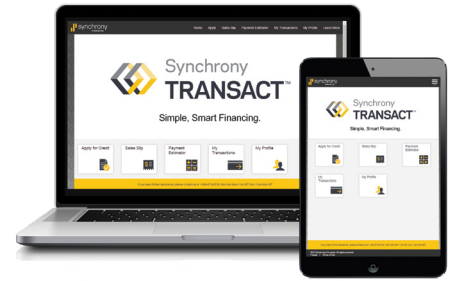 synchrony
Home Apply Sales Slip Payment Estimator My Transactions My Profile Learn More
Synchrony
TRANSACT™
Simple, Smart Financing.
Apply for Credit
Sales Slip
Payment
Estimator
My
Transactions
My Profile
synchrony
Synchrony
TRANSACT™
Simple, Smart Financing.
Apply for Credit
Sales Slip
Payment
Estimator
My
Transactions
My Profile